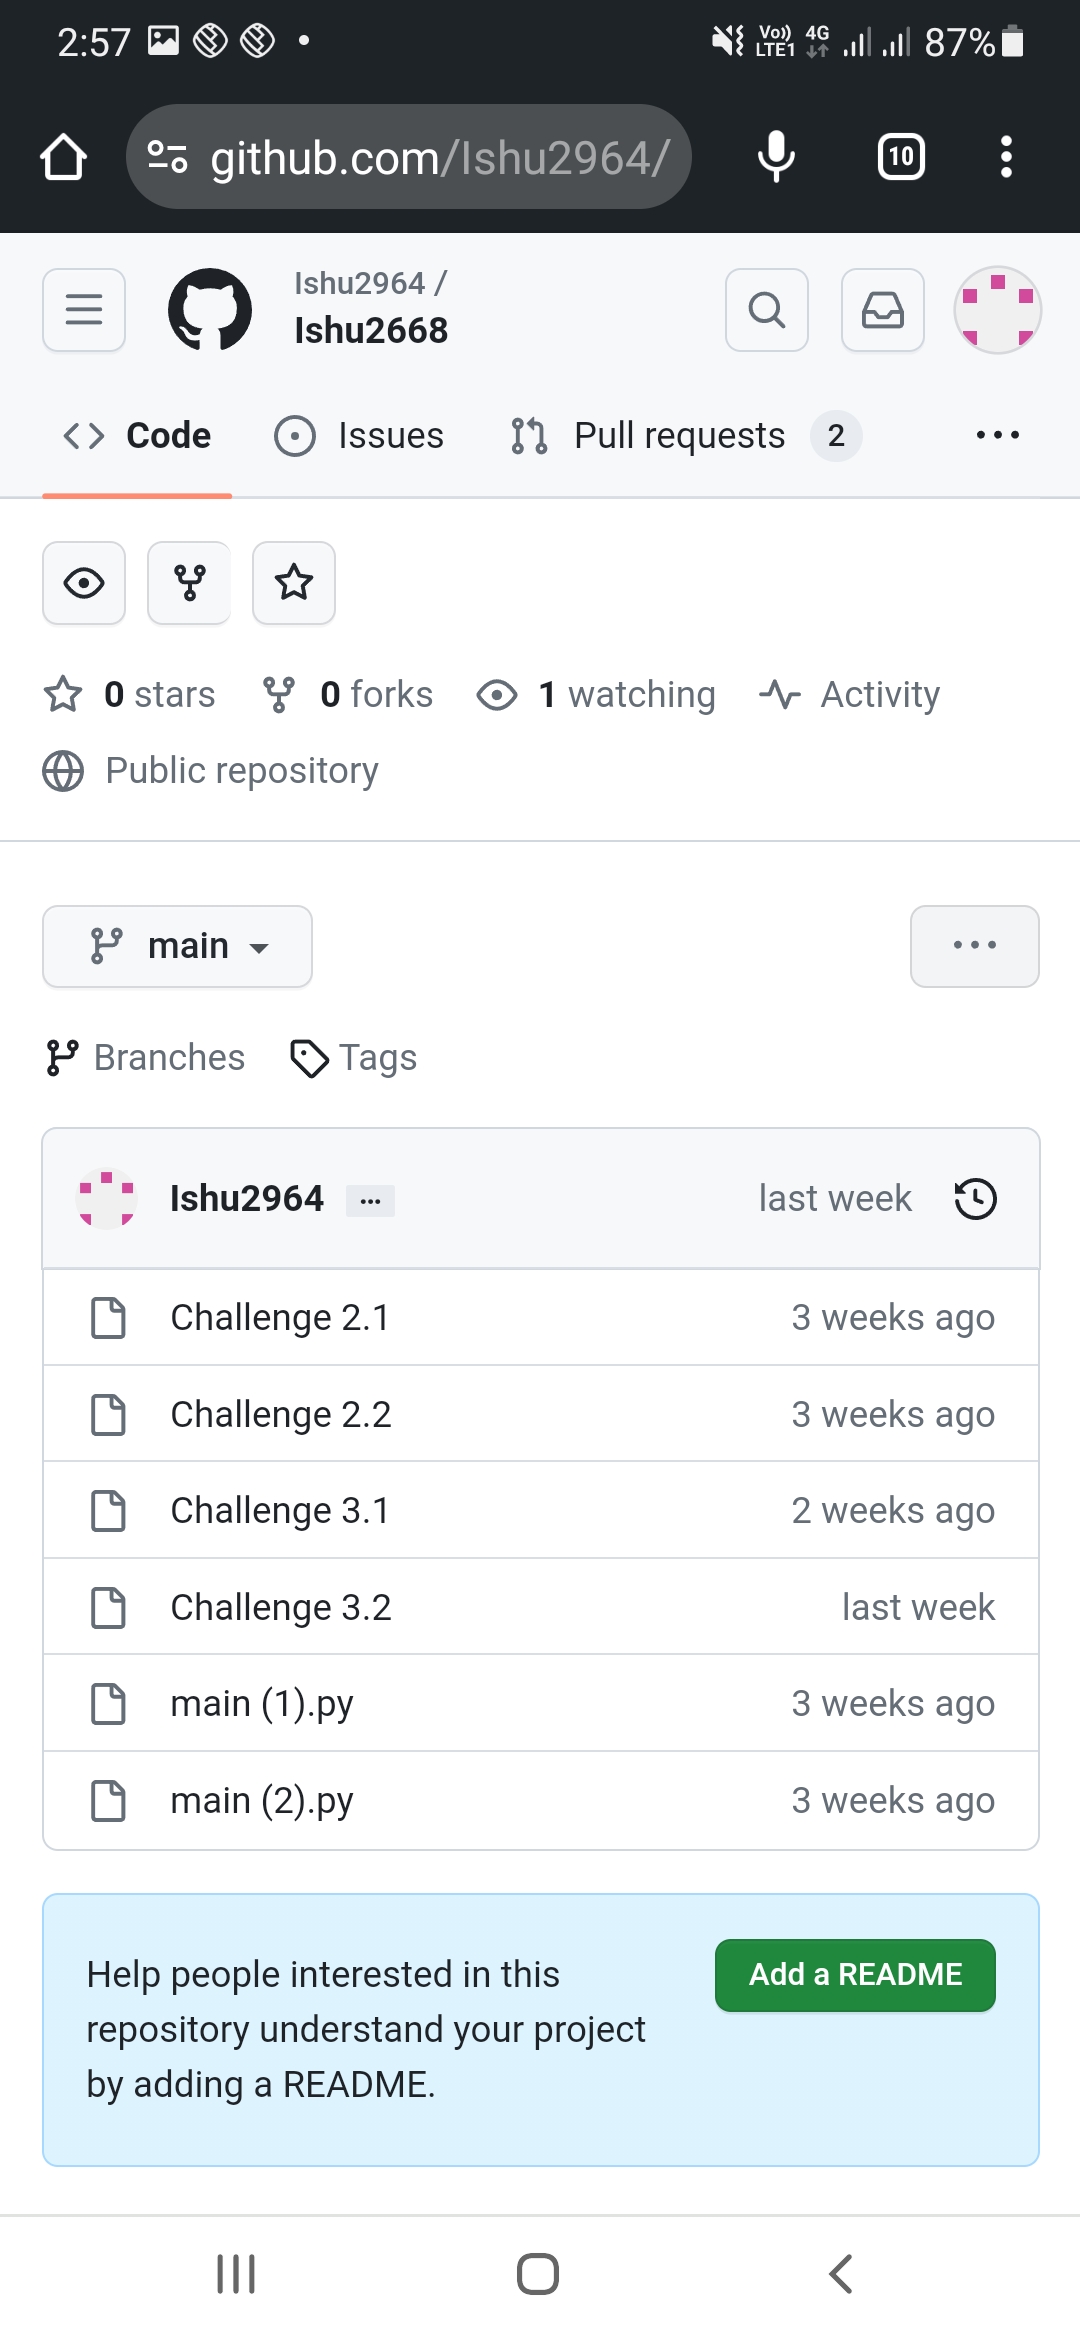 2:57
Vo)) LTE1 4G 87%
github.com/Ishu2964/
10
Ishu2964 /
Ishu2668
Code Issues Pull requests 2
0 stars 0 forks 1 watching Activity
Public repository
main
Branches Tags
Ishu2964 last week
Challenge 2.1 3 weeks ago
Challenge 2.2 3 weeks ago
Challenge 3.1 2 weeks ago
Challenge 3.2 last week
main (1).py 3 weeks ago
main (2).py 3 weeks ago
Help people interested in this
repository understand your project
by adding a README.
Add a README